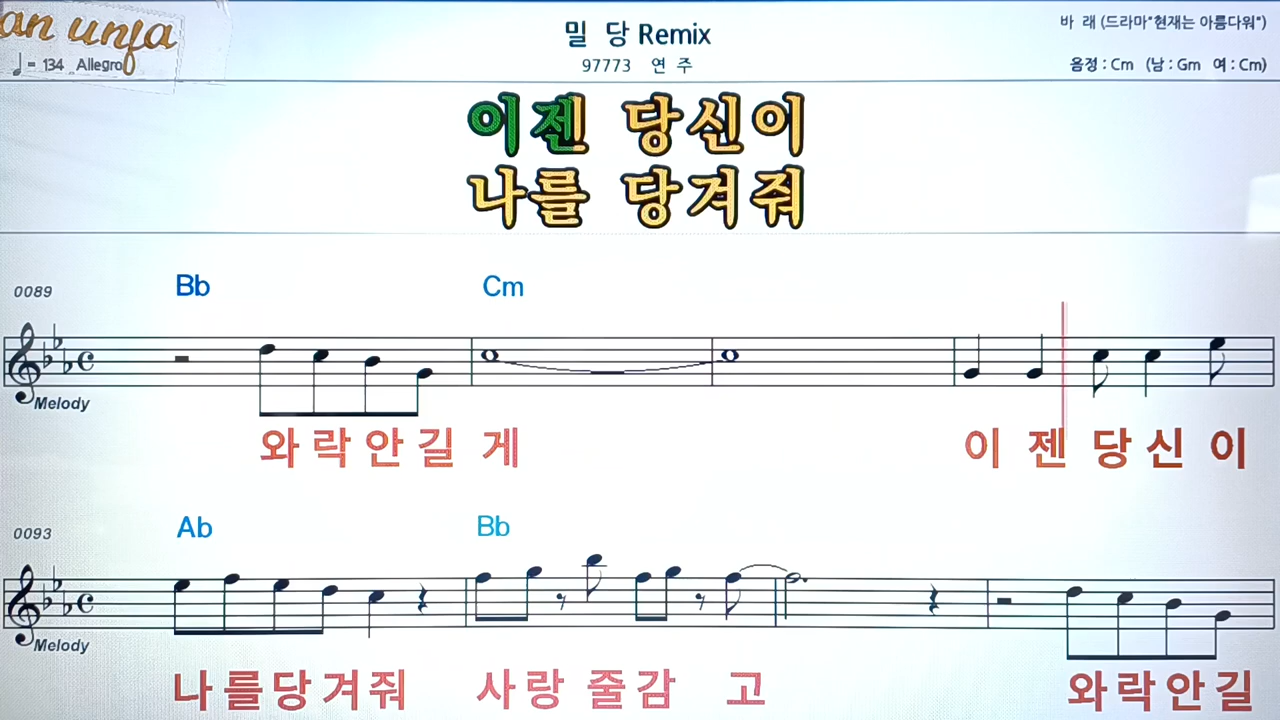 an unja
밀 당 Remix
바 래 (드라마"현재는 아름다워")
♩= 134 Allegro
97773 연 주
음정 : Cm (남 : Gm 여 : Cm)
이젠 당신이
나를 당겨줘
0089 Bb Cm
Melody
와 락 안 길 게 이 젠 당 신 이
0093 Ab Bb
Melody
나 를 당 겨 줘 사 랑 줄 감 고 와 락 안 길